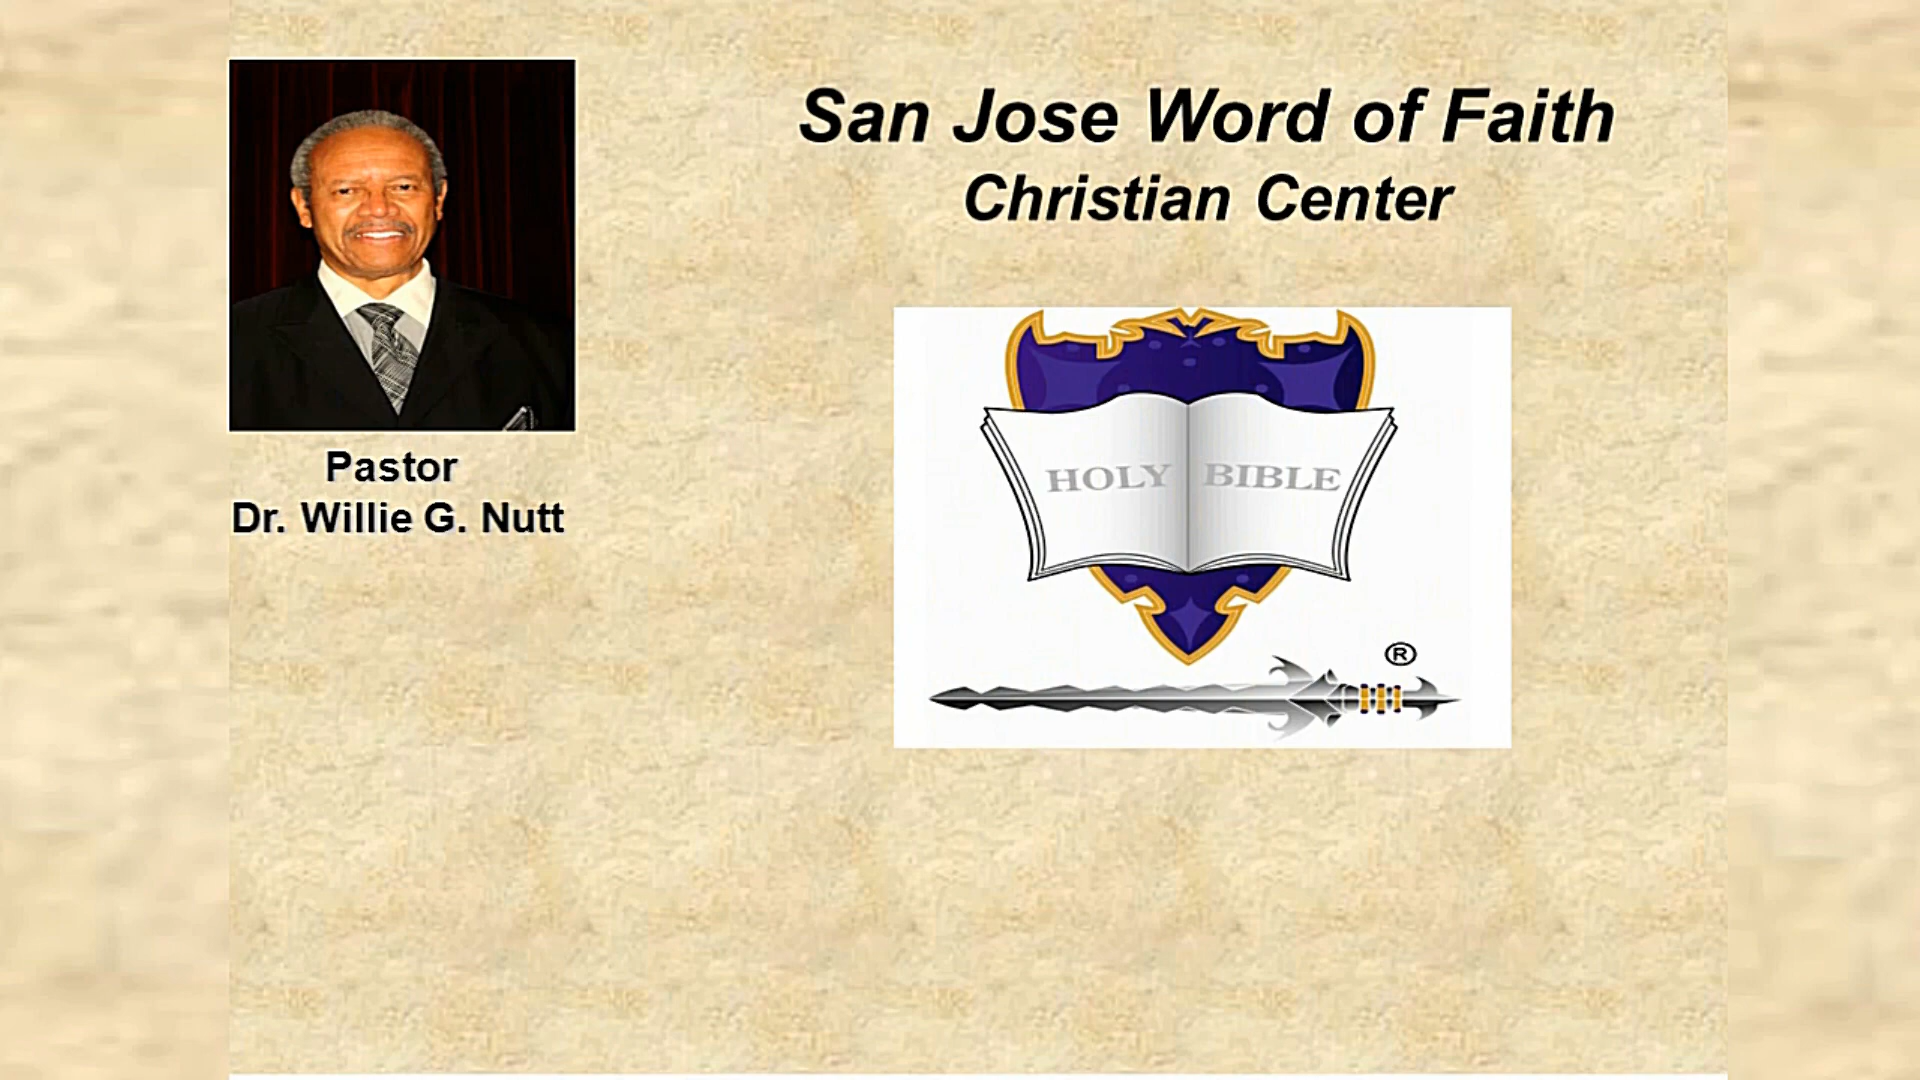 San Jose Word of Faith
Christian Center
Pastor
Dr. Willie G. Nutt
HOLY BIBLE
®